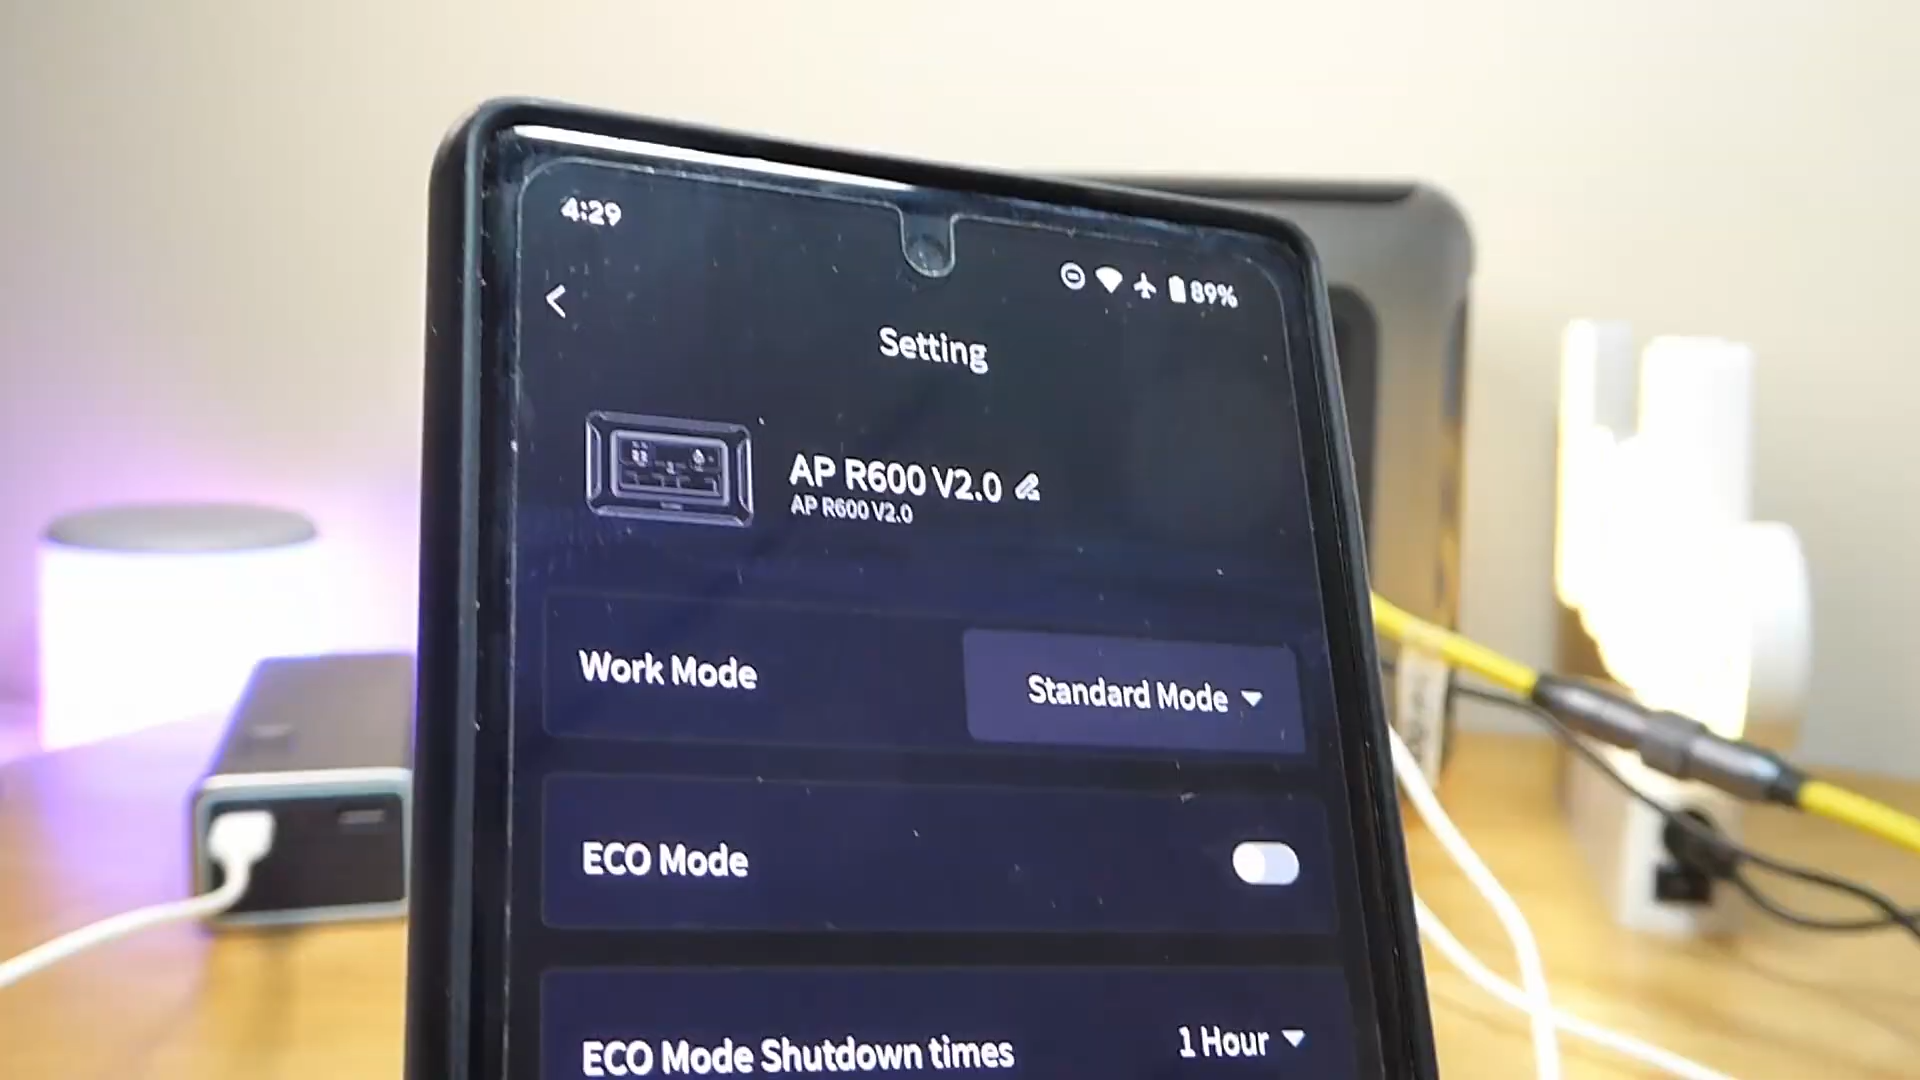 4:29
89%
Setting
AP R600 V2.0
AP R600 V2.0
Work Mode
Standard Mode
ECO Mode
ECO Mode Shutdown times
1 Hour